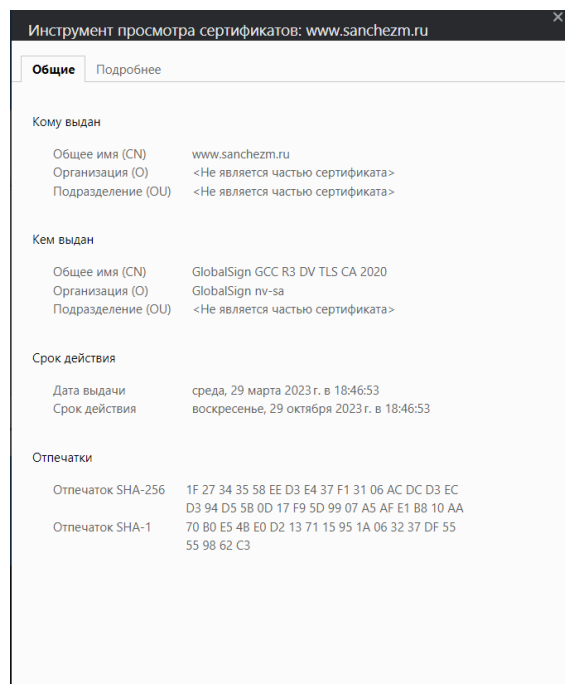 Инструмент просмотра сертификатов: www.sanchezm.ru
Общие Подробнее
Кому выдан
Общее имя (CN) www.sanchezm.ru
Организация (O) <Не является частью сертификата>
Подразделение (OU) <Не является частью сертификата>
Кем выдан
Общее имя (CN) GlobalSign GCC R3 DV TLS CA 2020
Организация (O) GlobalSign nv-sa
Подразделение (OU) <Не является частью сертификата>
Срок действия
Дата выдачи среда, 29 марта 2023 г. в 18:46:53
Срок действия воскресенье, 29 октября 2023 г. в 18:46:53
Отпечатки
Отпечаток SHA-256 1F 27 34 35 58 EE D3 E4 37 F1 31 06 AC DC D3 EC
D3 94 D5 5B 0D 17 F9 5D 99 07 A5 AF E1 B8 10 AA
Отпечаток SHA-1 70 B0 E5 4B E0 D2 13 71 15 95 1A 06 32 37 DF 55
55 98 62 C3